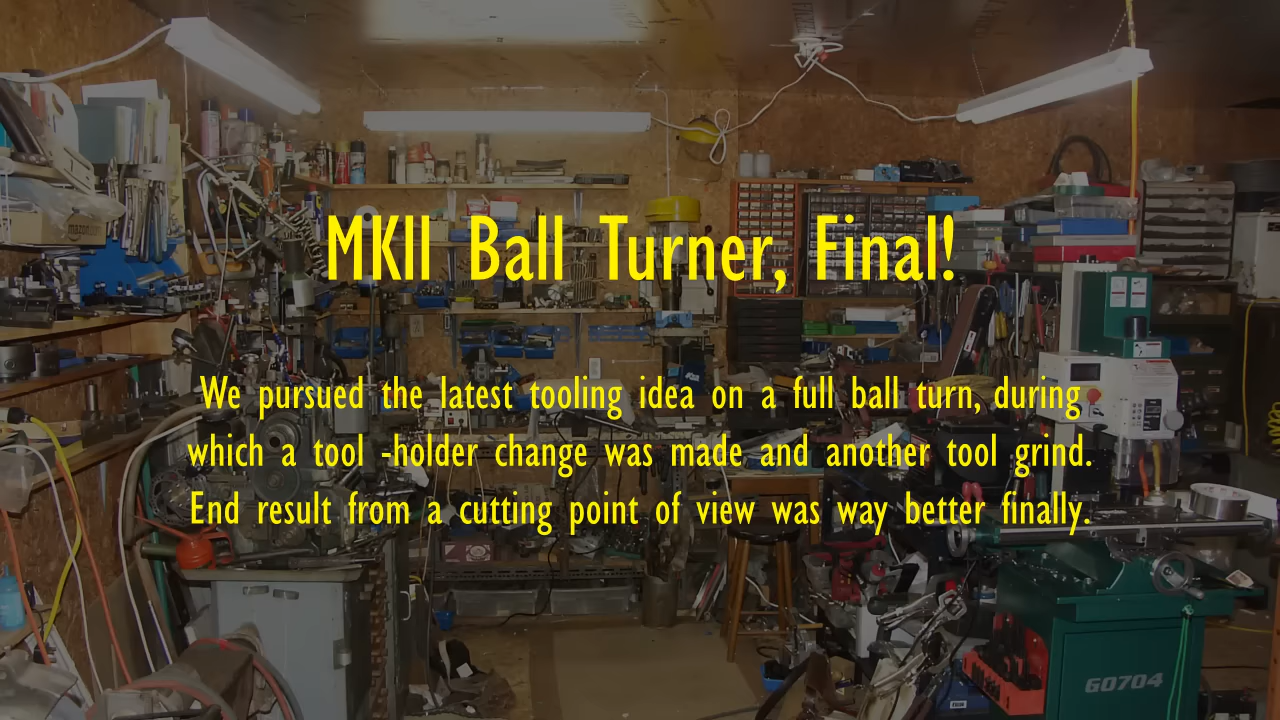 MKII Ball Turner, Final!
We pursued the latest tooling idea on a full ball turn, during
which a tool -holder change was made and another tool grind.
End result from a cutting point of view was way better finally.
G0704